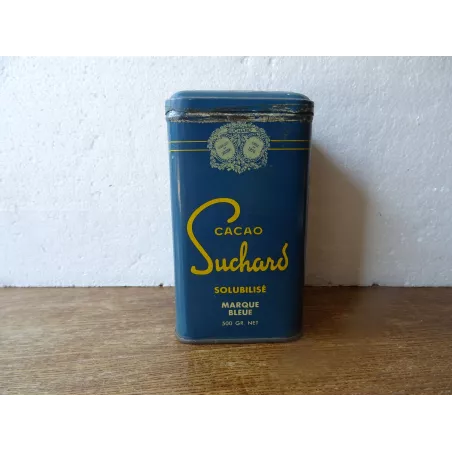 CACAO
Suchard
SOLUBILISÉ
MARQUE
BLEUE
500 GR. NET